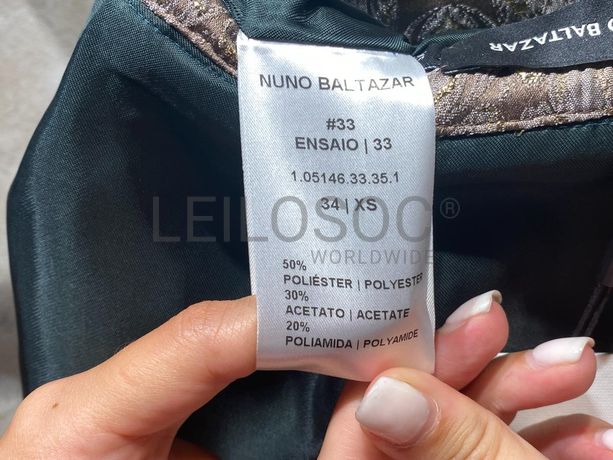 NUNO BALTAZAR
#33
ENSAIO | 33
1.05146.33.35.1
34 | XS
50%
POLIÉSTER | POLYESTER
30%
ACETATO | ACETATE
20%
POLIAMIDA | POLYAMIDE
BALTAZAR
LEILOSOC®
WORLDWIDE